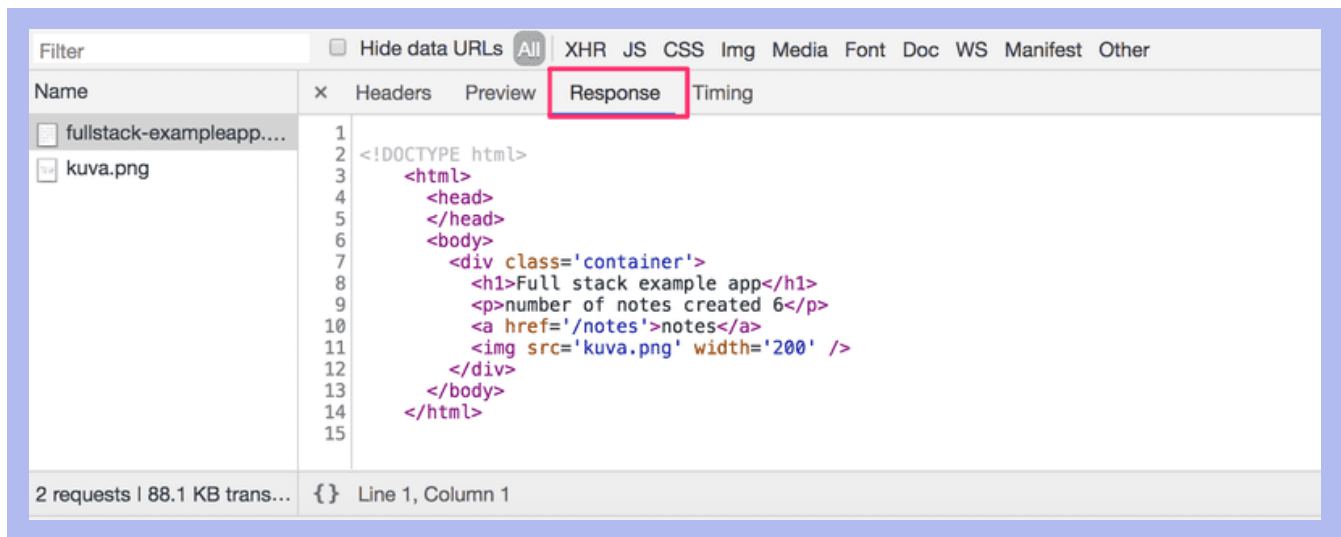 Filter
Hide data URLs All XHR JS CSS Img Media Font Doc WS Manifest Other
Name
× Headers Preview Response Timing
fullstack-exampleapp....
kuva.png
1
2 <!DOCTYPE html>
3 <html>
4 <head>
5 </head>
6 <body>
7 <div class='container'>
8 <h1>Full stack example app</h1>
9 <p>number of notes created 6</p>
10 <a href='/notes'>notes</a>
11 <img src='kuva.png' width='200' />
12 </div>
13 </body>
14 </html>
15
2 requests | 88.1 KB trans...
{} Line 1, Column 1